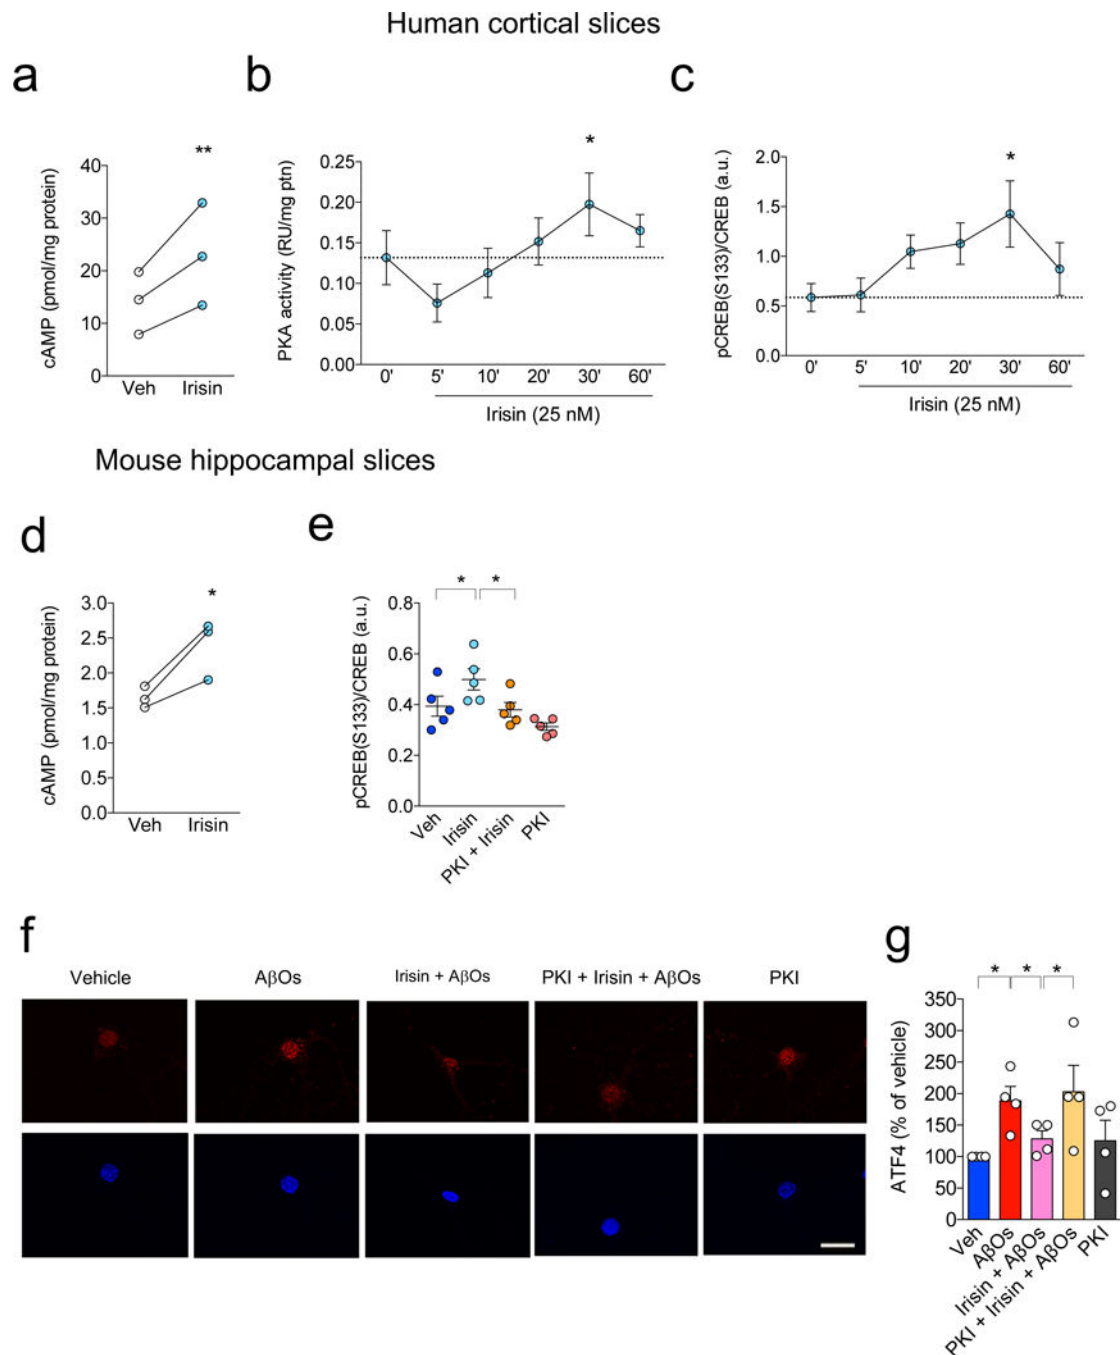 Human cortical slices
a
cAMP (pmol/mg protein)
40
30
20
10
0
**
Veh
Irisin
b
PKA activity (RU/mg ptn)
0.25
0.20
0.15
0.10
0.05
0.00
*
0'
5'
10'
20'
30'
60'
Irisin (25 nM)
c
pCREB(S133)/CREB (a.u.)
2.0
1.5
1.0
0.5
0.0
*
0'
5'
10'
20'
30'
60'
Irisin (25 nM)
Mouse hippocampal slices
d
cAMP (pmol/mg protein)
3.0
2.5
2.0
1.5
1.0
0.5
0.0
*
Veh
Irisin
e
pCREB(S133)/CREB (a.u.)
0.8
0.6
0.4
0.2
0.0
*
*
Veh
Irisin
PKI + Irisin
PKI
f
Vehicle
AβOs
Irisin + AβOs
PKI + Irisin + AβOs
PKI
g
ATF4 (% of vehicle)
350
300
250
200
150
100
50
0
*
*
*
Veh
AβOs
Irisin + AβOs
PKI + Irisin + AβOs
PKI